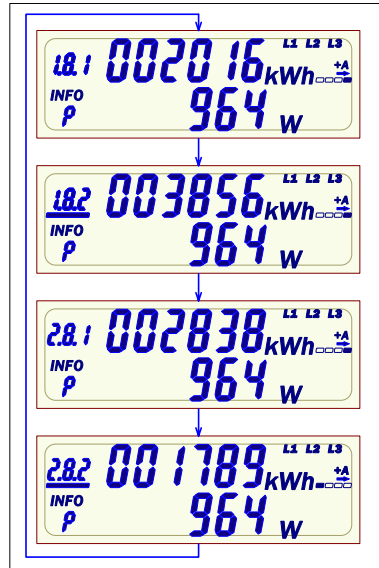 1.8.1 002016 kWh L1 L2 L3 +A
INFO
P 964 W
1.8.2 003856 kWh L1 L2 L3 +A
INFO
P 964 W
2.8.1 002838 kWh L1 L2 L3 +A
INFO
P 964 W
2.8.2 001789 kWh L1 L2 L3 +A
INFO
P 964 W